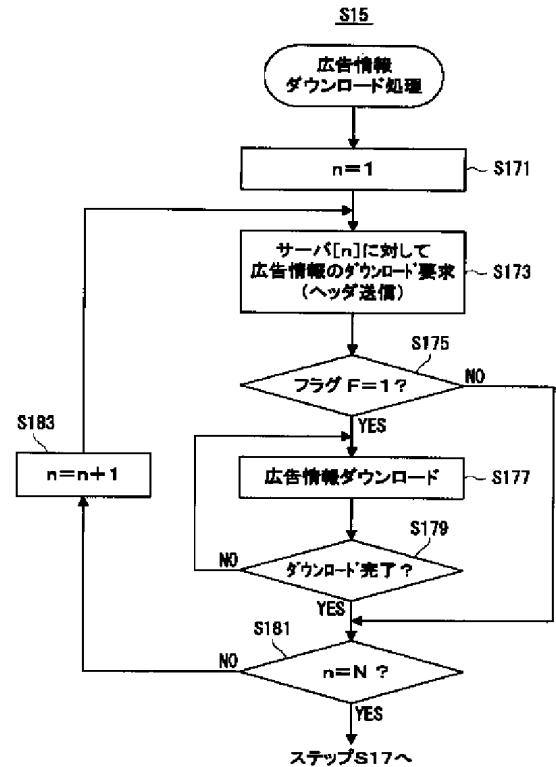 S15
広告情報
ダウンロード処理
n=1
S171
サーバ[n]に対して
広告情報のダウンロード要求
(ヘッダ送信)
S173
S175
フラグF=1?
NO
YES
S183
n=n+1
広告情報ダウンロード
S177
S179
ダウンロード完了?
NO
YES
S181
n=N ?
NO
YES
ステップS17へ